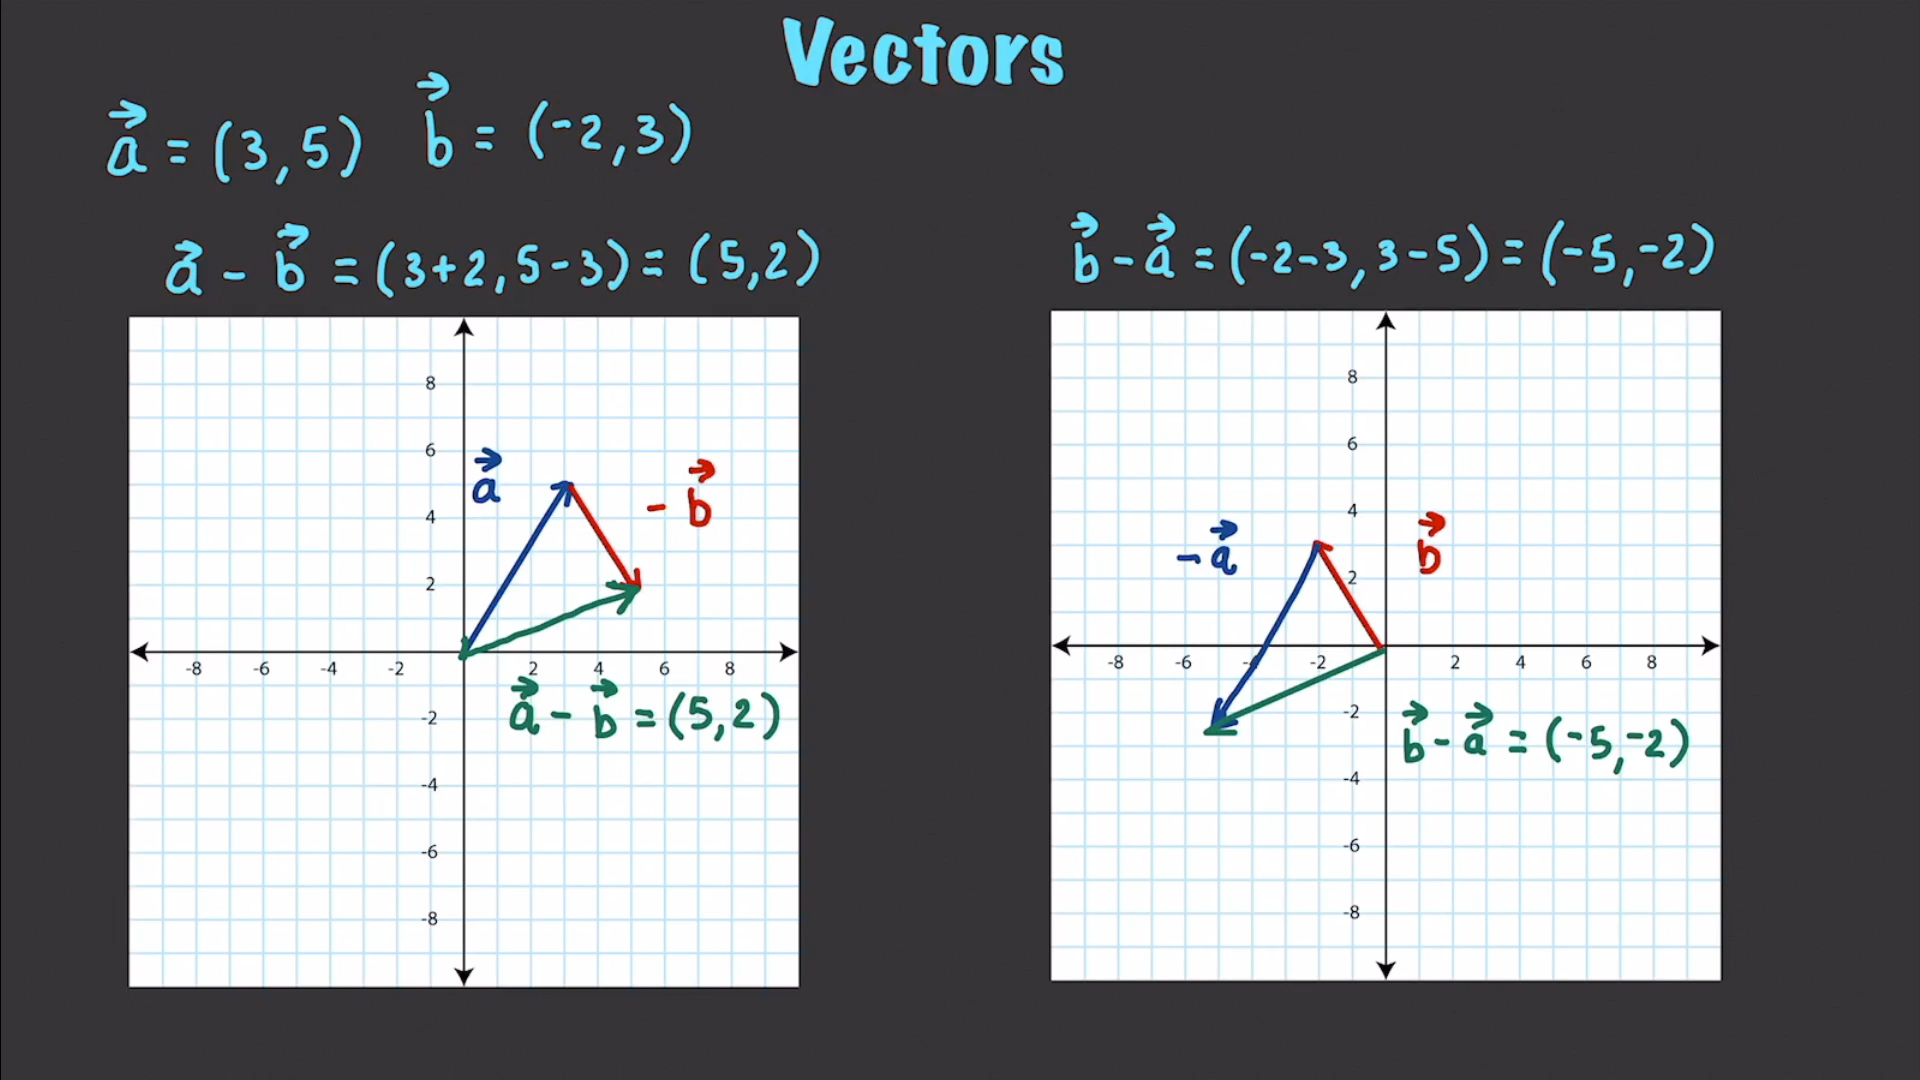 Vectors
a⃗ = (3,5) b⃗ = (-2,3)
a⃗ - b⃗ = (3+2,5-3) = (5,2)
8
6
4
2
-8 -6 -4 -2 2 4 6 8
-2
-4
-6
-8
a⃗
- b⃗
a⃗ - b⃗ = (5,2)
b⃗ - a⃗ = (-2-3,3-5) = (-5,-2)
8
6
4
2
-8 -6 -4 -2 2 4 6 8
-2
-4
-6
-8
-a⃗
b⃗
b⃗ - a⃗ = (-5,-2)